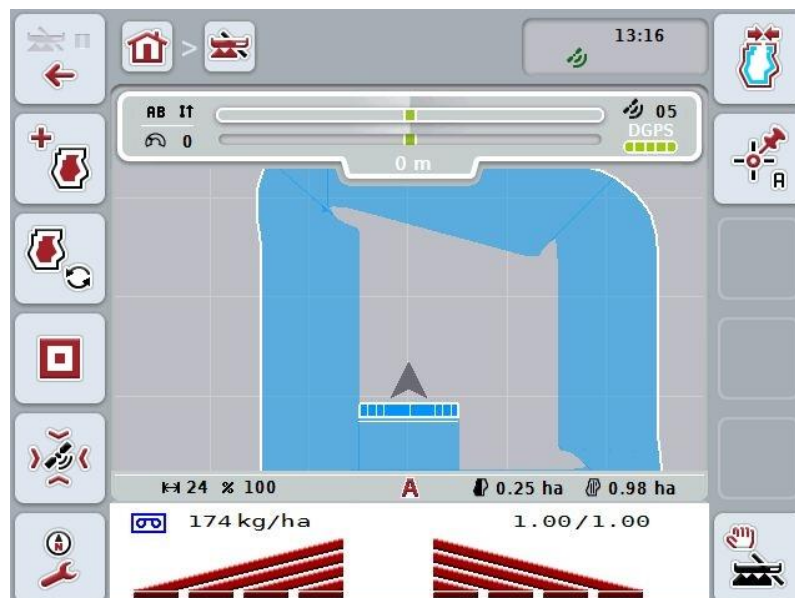 13:16
>
AB I↑ 05
0 DGPS
0 m
24 % 100 A 0.25 ha 0.98 ha
174 kg/ha 1.00/1.00
A
N